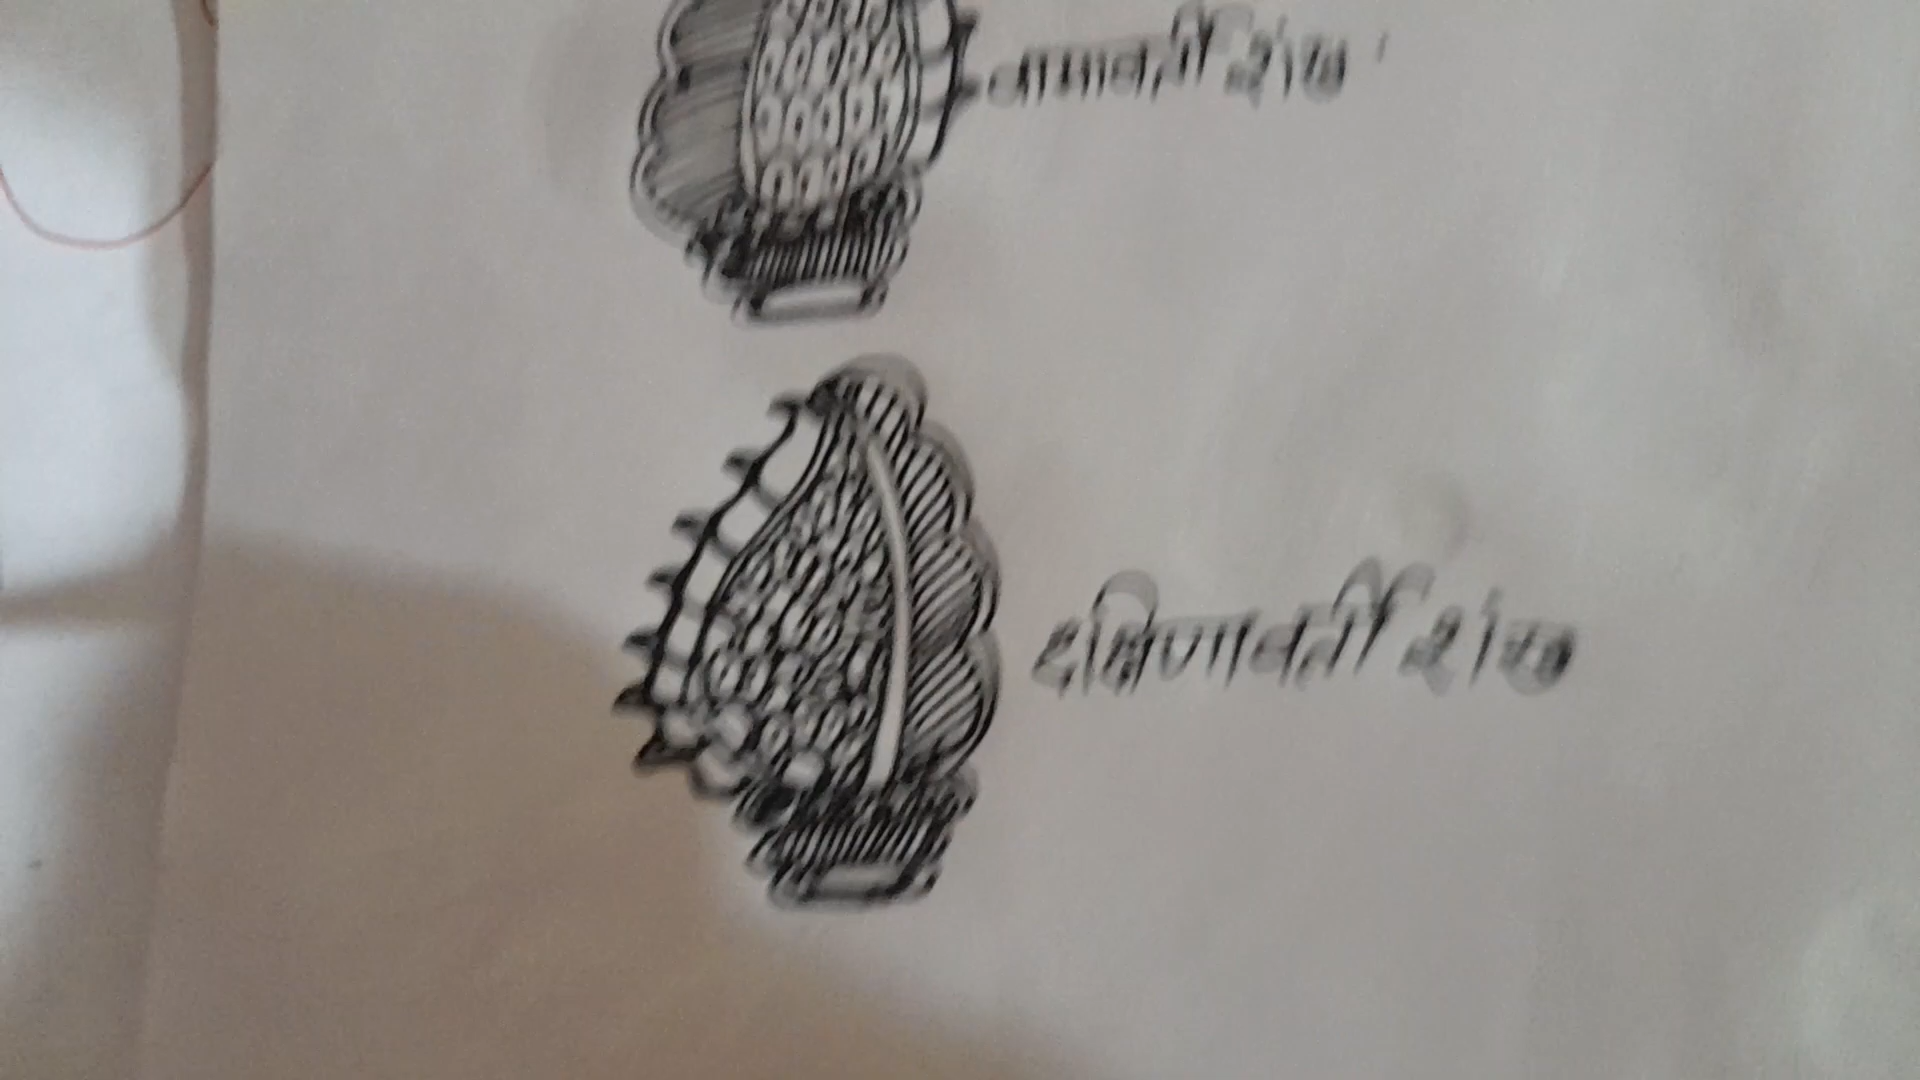 वामावर्ती शंख
दक्षिणावर्ती शंख